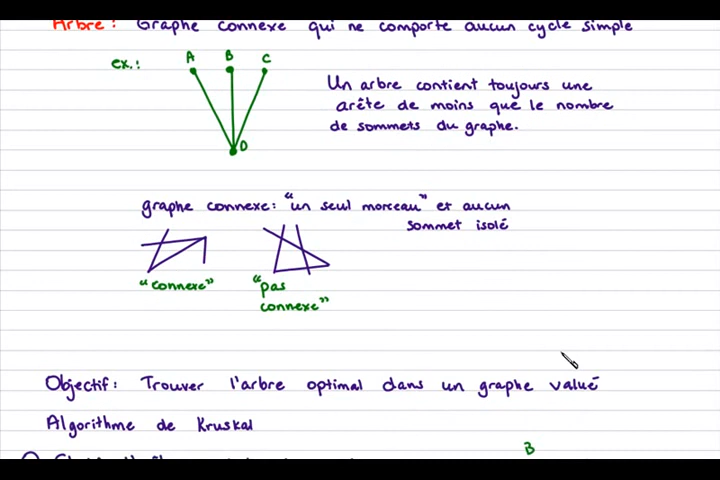 Arbre: Graphe connexe qui ne comporte aucun cycle simple
ex.:
A B C
Un arbre contient toujours une
arête de moins que le nombre
de sommets du graphe.
D
graphe connexe: "un seul morceau" et aucun
sommet isolé
"connexe"
"pas
connexe"
Objectif: Trouver l'arbre optimal dans un graphe valué
Algorithme de Kruskal
B